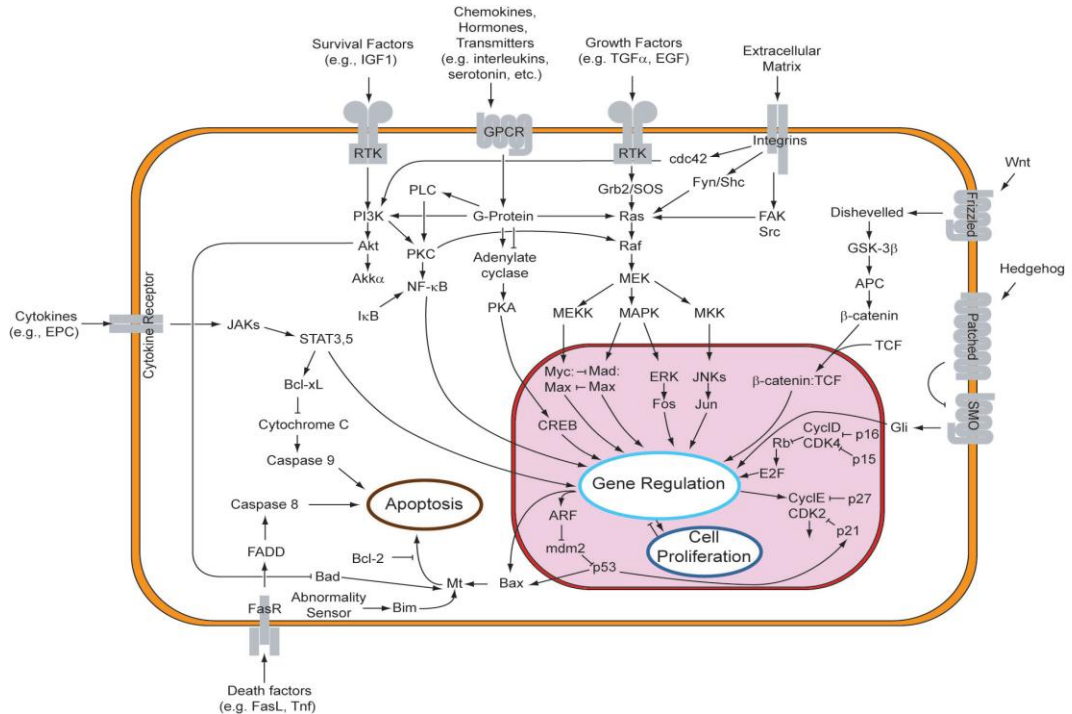 Chemokines,
Hormones,
Transmitters
(e.g. interleukins,
serotonin, etc.)
Survival Factors
(e.g., IGF1)
Growth Factors
(e.g. TGFα, EGF)
Extracellular
Matrix
RTK
GPCR
RTK
Integrins
cdc42
Fyn/Shc
Grb2/SOS
Wnt
Frizzled
PLC
PI3K
G-Protein
Ras
FAK
Src
Dishevelled
Akt
PKC
Adenylate
cyclase
Raf
GSK-3β
Akkα
NF-κB
MEK
APC
Hedgehog
Patched
IκB
PKA
MEKK
MAPK
MKK
β-catenin
TCF
Cytokines
(e.g., EPC)
Cytokine Receptor
JAKs
STAT3,5
Myc:
Max
Mad:
Max
ERK
Fos
JNKs
Jun
β-catenin:TCF
SMO
Gli
Bcl-xL
Cytochrome C
Caspase 9
CREB
CyclD
CDK4
p16
p15
Rb
E2F
Gene Regulation
CyclE
CDK2
p27
p21
Caspase 8
Apoptosis
ARF
mdm2
p53
Cell
Proliferation
FADD
Bcl-2
Bad
Mt
Bax
FasR
Abnormality
Sensor
Bim
Death factors
(e.g. FasL, Tnf)